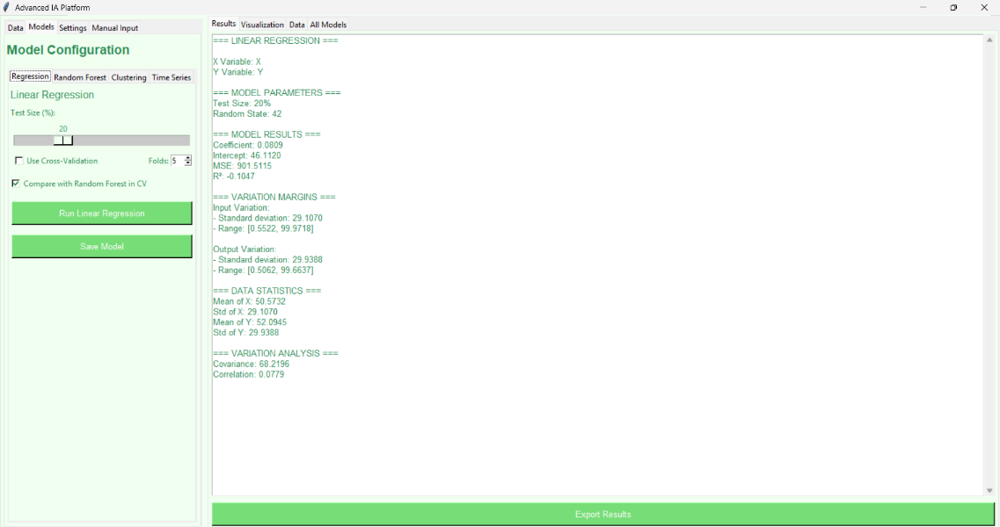 Advanced IA Platform
Data Models Settings Manual Input
Model Configuration
Regression Random Forest Clustering Time Series
Linear Regression
Test Size (%):
20
Use Cross-Validation Folds: 5
Compare with Random Forest in CV
Run Linear Regression
Save Model
Results Visualization Data All Models
=== LINEAR REGRESSION ===
X Variable: X
Y Variable: Y
=== MODEL PARAMETERS ===
Test Size: 20%
Random State: 42
=== MODEL RESULTS ===
Coefficient: 0.0809
Intercept: 46.1120
MSE: 901.5115
R²: -0.1047
=== VARIATION MARGINS ===
Input Variation:
- Standard deviation: 29.1070
- Range: [0.5522, 99.9718]
Output Variation:
- Standard deviation: 29.9388
- Range: [0.5062, 99.6637]
=== DATA STATISTICS ===
Mean of X: 50.5732
Std of X: 29.1070
Mean of Y: 52.0945
Std of Y: 29.9388
=== VARIATION ANALYSIS ===
Covariance: 68.2196
Correlation: 0.0779
Export Results